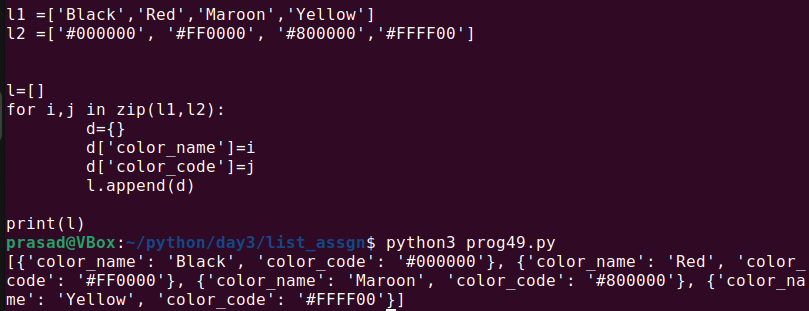 l1 =['Black','Red','Maroon','Yellow']
l2 =['#000000', '#FF0000', '#800000','#FFFF00']
l=[]
for i,j in zip(l1,l2):
        d={}
        d['color_name']=i
        d['color_code']=j
        l.append(d)
print(l)
prasad@VBox:~/python/day3/list_assgn$ python3 prog49.py
[{'color_name': 'Black', 'color_code': '#000000'}, {'color_name': 'Red', 'color_
code': '#FF0000'}, {'color_name': 'Maroon', 'color_code': '#800000'}, {'color_na
me': 'Yellow', 'color_code': '#FFFF00'}]